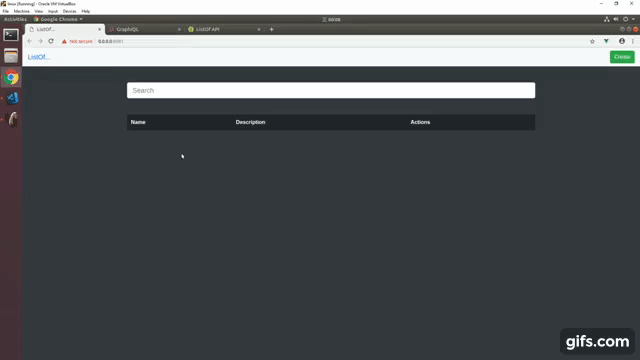 linux [Running] - Oracle VM VirtualBox
File Machine View Input Devices Help
Activities Google Chrome 00:08
ListOf... GraphiQL ListOf API
Not secure 0.0.0.0:8081
ListOf... Create
Search
Name Description Actions
gifs.com